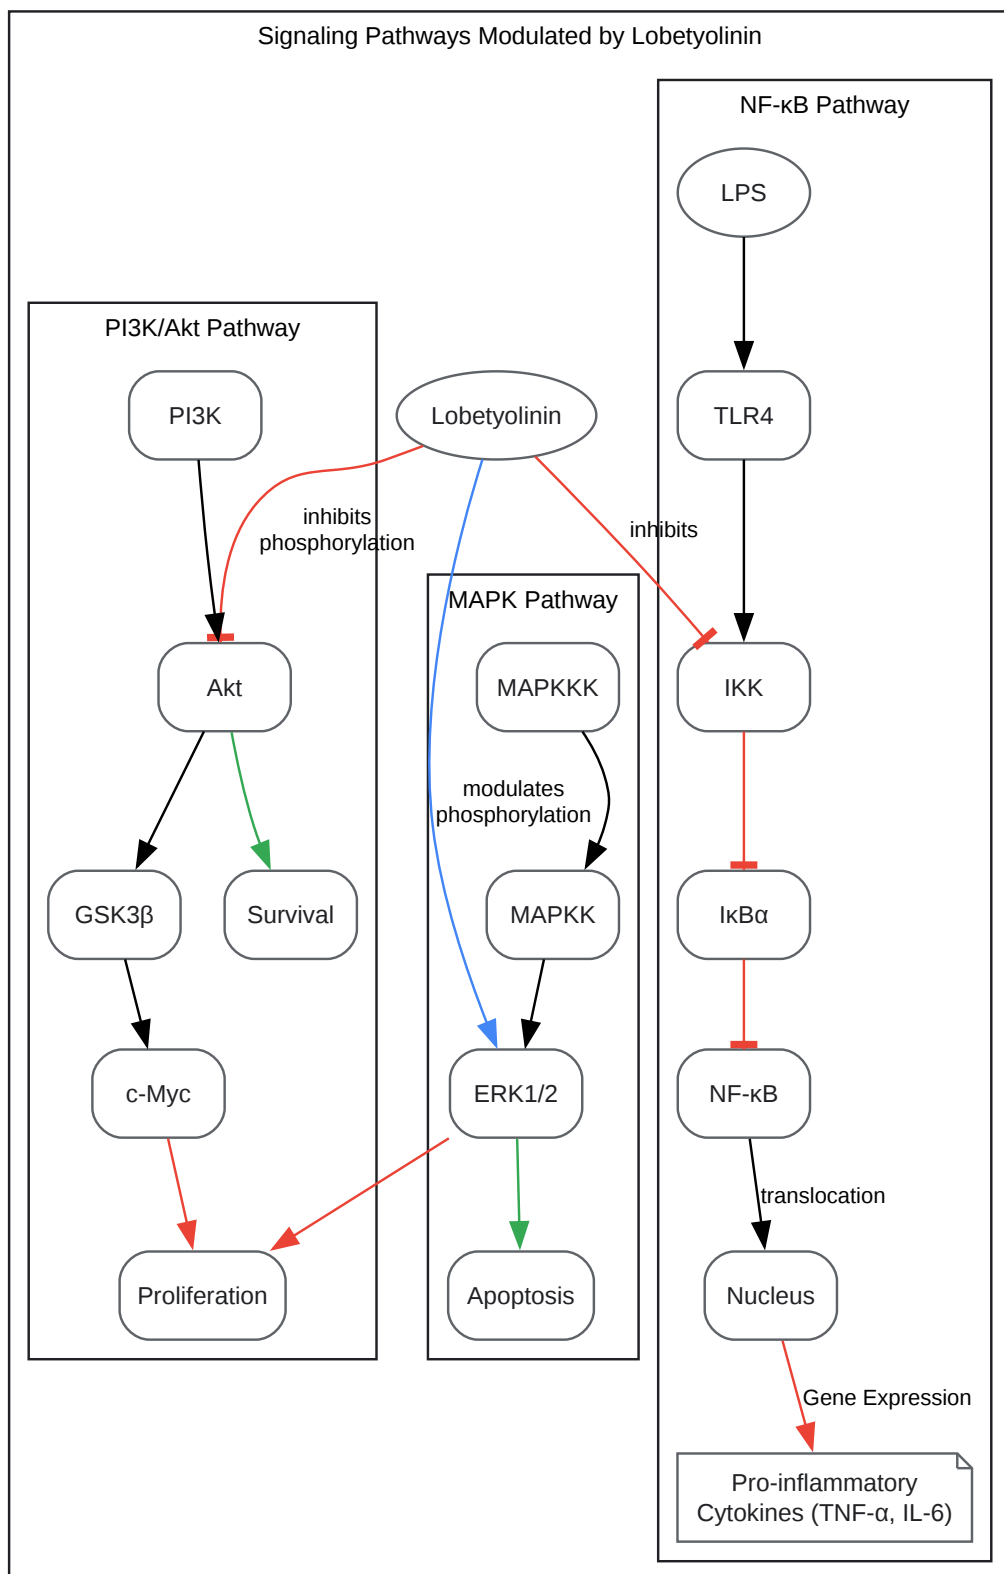 Signaling Pathways Modulated by Lobetyolinin
NF-κB Pathway
LPS
PI3K/Akt Pathway
PI3K
Lobetyolinin
TLR4
inhibits
phosphorylation
inhibits
MAPK Pathway
Akt
MAPKKK
IKK
modulates
phosphorylation
GSK3β
Survival
MAPKK
IκBα
c-Myc
ERK1/2
NF-κB
translocation
Proliferation
Apoptosis
Nucleus
Gene Expression
Pro-inflammatory
Cytokines (TNF-α, IL-6)